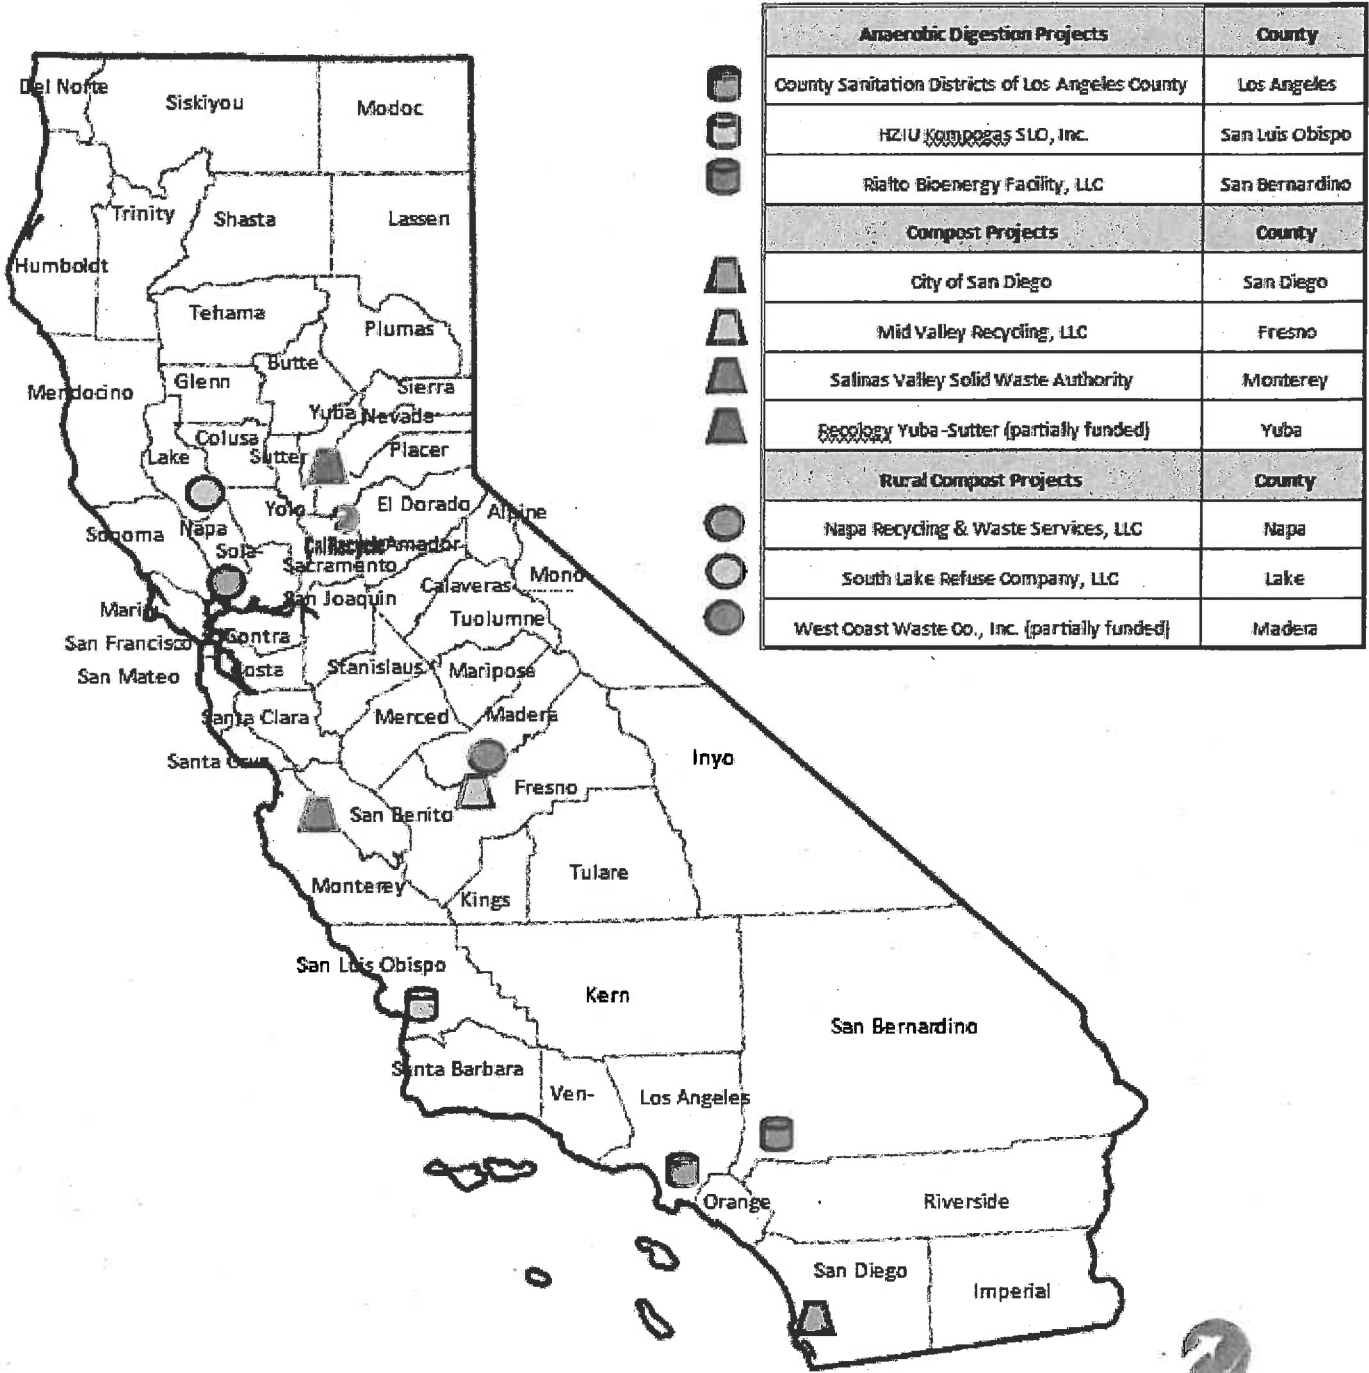 Anaerobic Digestion Projects County
County Sanitation Districts of Los Angeles County Los Angeles
HZIU Kompogas SLO, Inc. San Luis Obispo
Rialto Bioenergy Facility, LLC San Bernardino
Compost Projects County
City of San Diego San Diego
Mid Valley Recycling, LLC Fresno
Salinas Valley Solid Waste Authority Monterey
Recology Yuba-Sutter (partially funded) Yuba
Rural Compost Projects County
Napa Recycling & Waste Services, LLC Napa
South Lake Refuse Company, LLC Lake
West Coast Waste Co., Inc. (partially funded) Madera
Del Norte
Siskiyou
Modoc
Trinity
Shasta
Lassen
Humboldt
Tehama
Plumas
Butte
Glenn
Sierra
Mendocino
Yuba
Nevada
Colusa
Placer
Lake
Sutter
El Dorado
Alpine
Yolo
Napa
Sonoma
Sola-
Amador
Sacramento
Mono
Calaveras
San Joaquin
Marin
Tuolumne
San Francisco
Contra
Costa
Stanislaus
Mariposa
San Mateo
Santa Clara
Merced
Madera
Santa Cruz
Inyo
Fresno
San Benito
Tulare
Monterey
Kings
San Luis Obispo
Kern
San Bernardino
Santa Barbara
Ven-
Los Angeles
Orange
Riverside
San Diego
Imperial